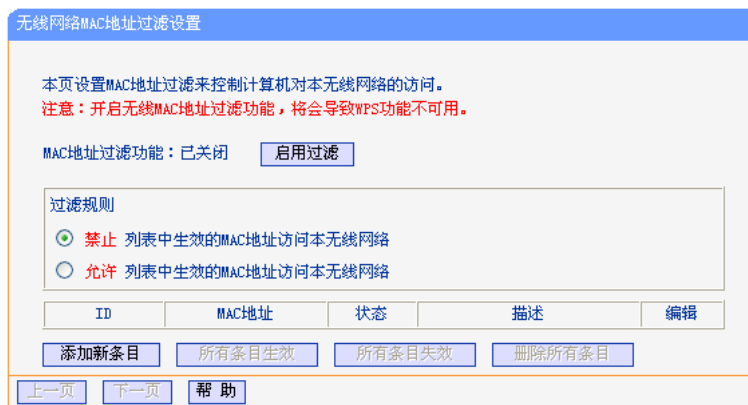 无线网络MAC地址过滤设置
本页设置MAC地址过滤来控制计算机对本无线网络的访问。
注意：开启无线MAC地址过滤功能，将会导致WPS功能不可用。
MAC地址过滤功能：已关闭 启用过滤
过滤规则
禁止 列表中生效的MAC地址访问本无线网络
允许 列表中生效的MAC地址访问本无线网络
ID MAC地址 状态 描述 编辑
添加新条目 所有条目生效 所有条目失效 删除所有条目
上一页 下一页 帮 助